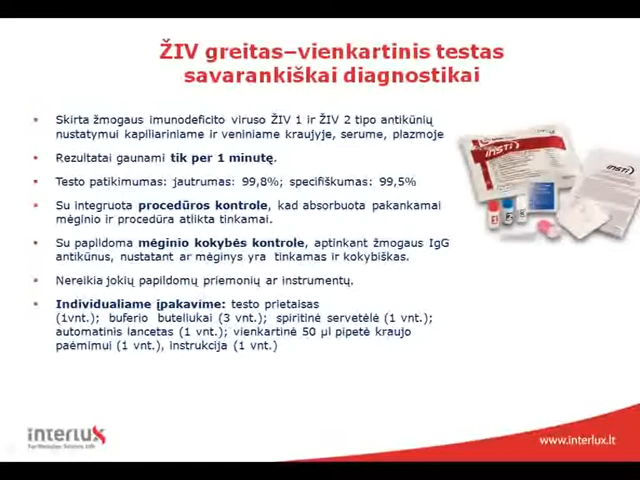 ŽIV greitas–vienkartinis testas
savarankiškai diagnostikai
Skirta žmogaus imunodeficito viruso ŽIV 1 ir ŽIV 2 tipo antikūnių
nustatymui kapiliariniame ir veniniame kraujyje, serume, plazmoje
Rezultatai gaunami tik per 1 minutę.
Testo patikimumas: jautrumas: 99,8%; specifiškumas: 99,5%
Su integruota procedūros kontrole, kad absorbuota pakankamai
mėginio ir procedūra atlikta tinkamai.
Su papildoma mėginio kokybės kontrole, aptinkant žmogaus IgG
antikūnus, nustatant ar mėginys yra tinkamas ir kokybiškas.
Nereikia jokių papildomų priemonių ar instrumentų.
Individualiame įpakavime: testo prietaisas
(1vnt.); buferio buteliukai (3 vnt.); spiritinė servetėlė (1 vnt.);
automatinis lancetas (1 vnt.); vienkartinė 50 µl pipetė kraujo
paėmimui (1 vnt.), instrukcija (1 vnt.)
insti
insti
interlux
www.interlux.lt